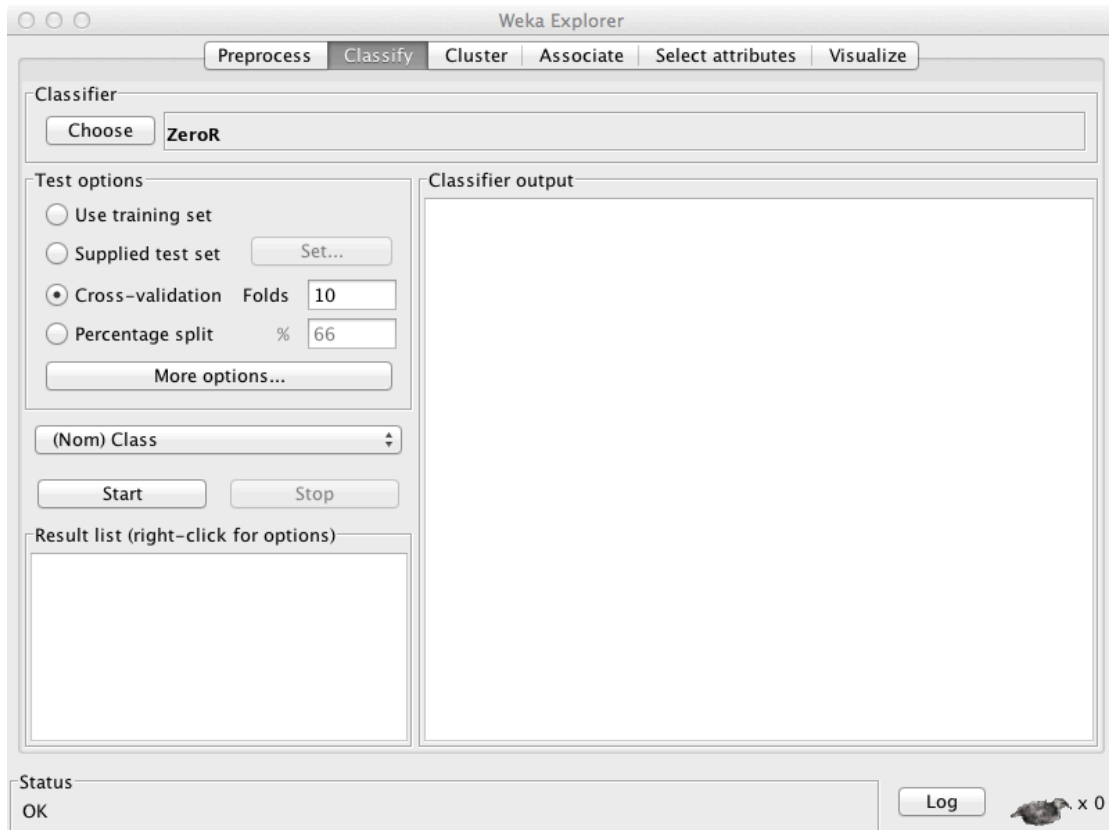 Weka Explorer
Preprocess Classify Cluster Associate Select attributes Visualize
Classifier
Choose ZeroR
Test options
Use training set
Supplied test set Set...
Cross-validation Folds 10
Percentage split % 66
More options...
(Nom) Class
Start Stop
Result list (right-click for options)
Classifier output
Status
OK
Log x 0